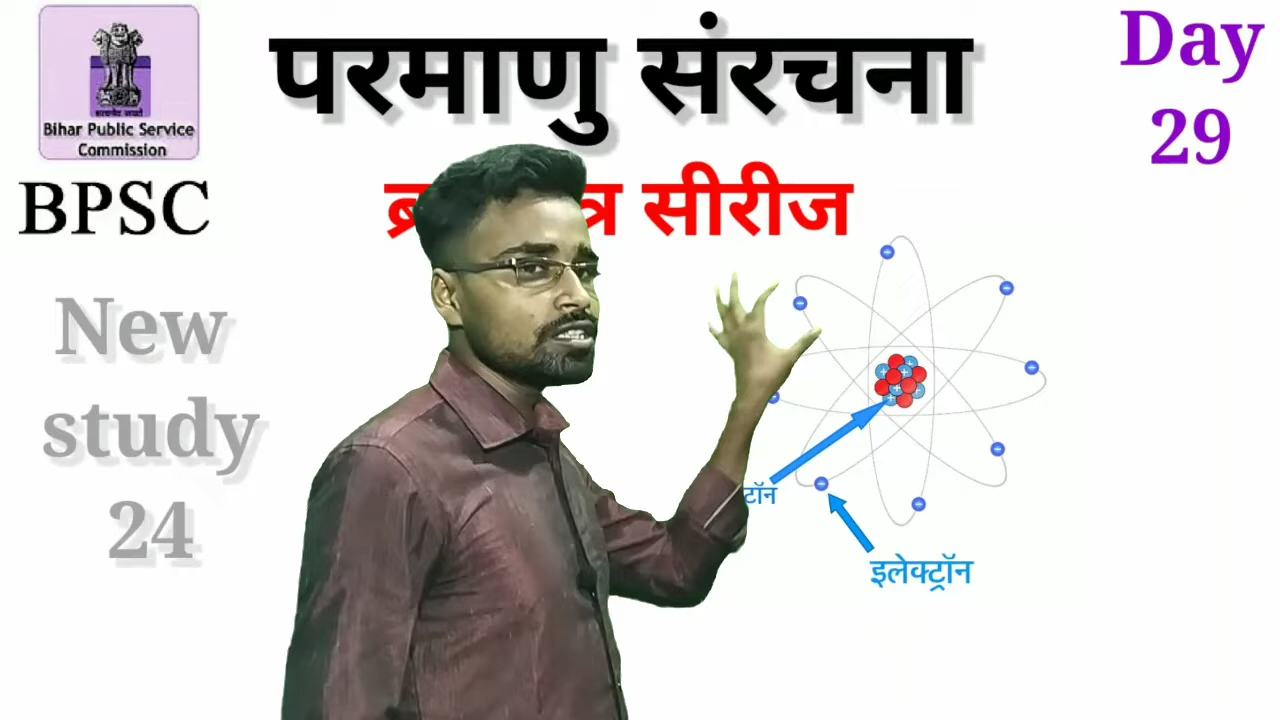 Bihar Public Service
Commission
BPSC
परमाणु संरचना
सीरीज
Day
29
New
study
24
इलेक्ट्रॉन